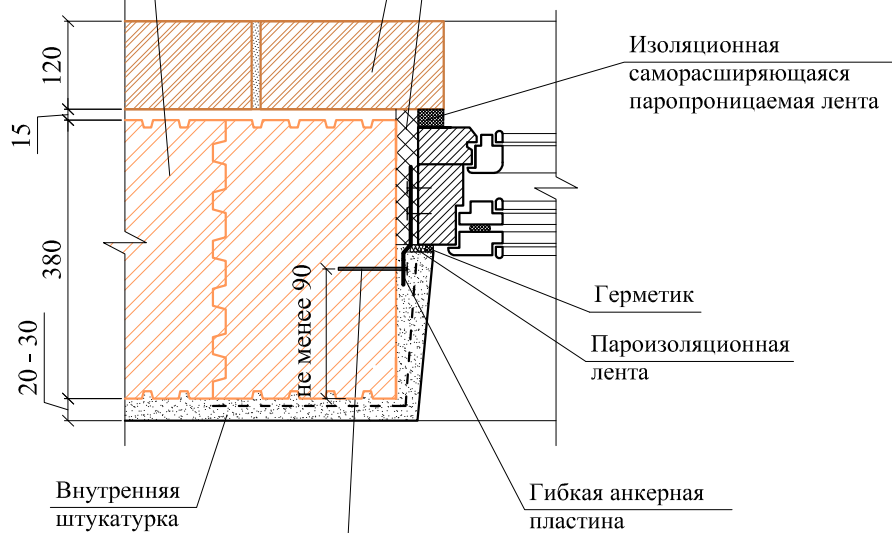 120
15
380
20 - 30
не менее 90
Изоляционная
саморасширяющаяся
паропроницаемая лента
Герметик
Пароизоляционная
лента
Внутренняя
штукатурка
Гибкая анкерная
пластина